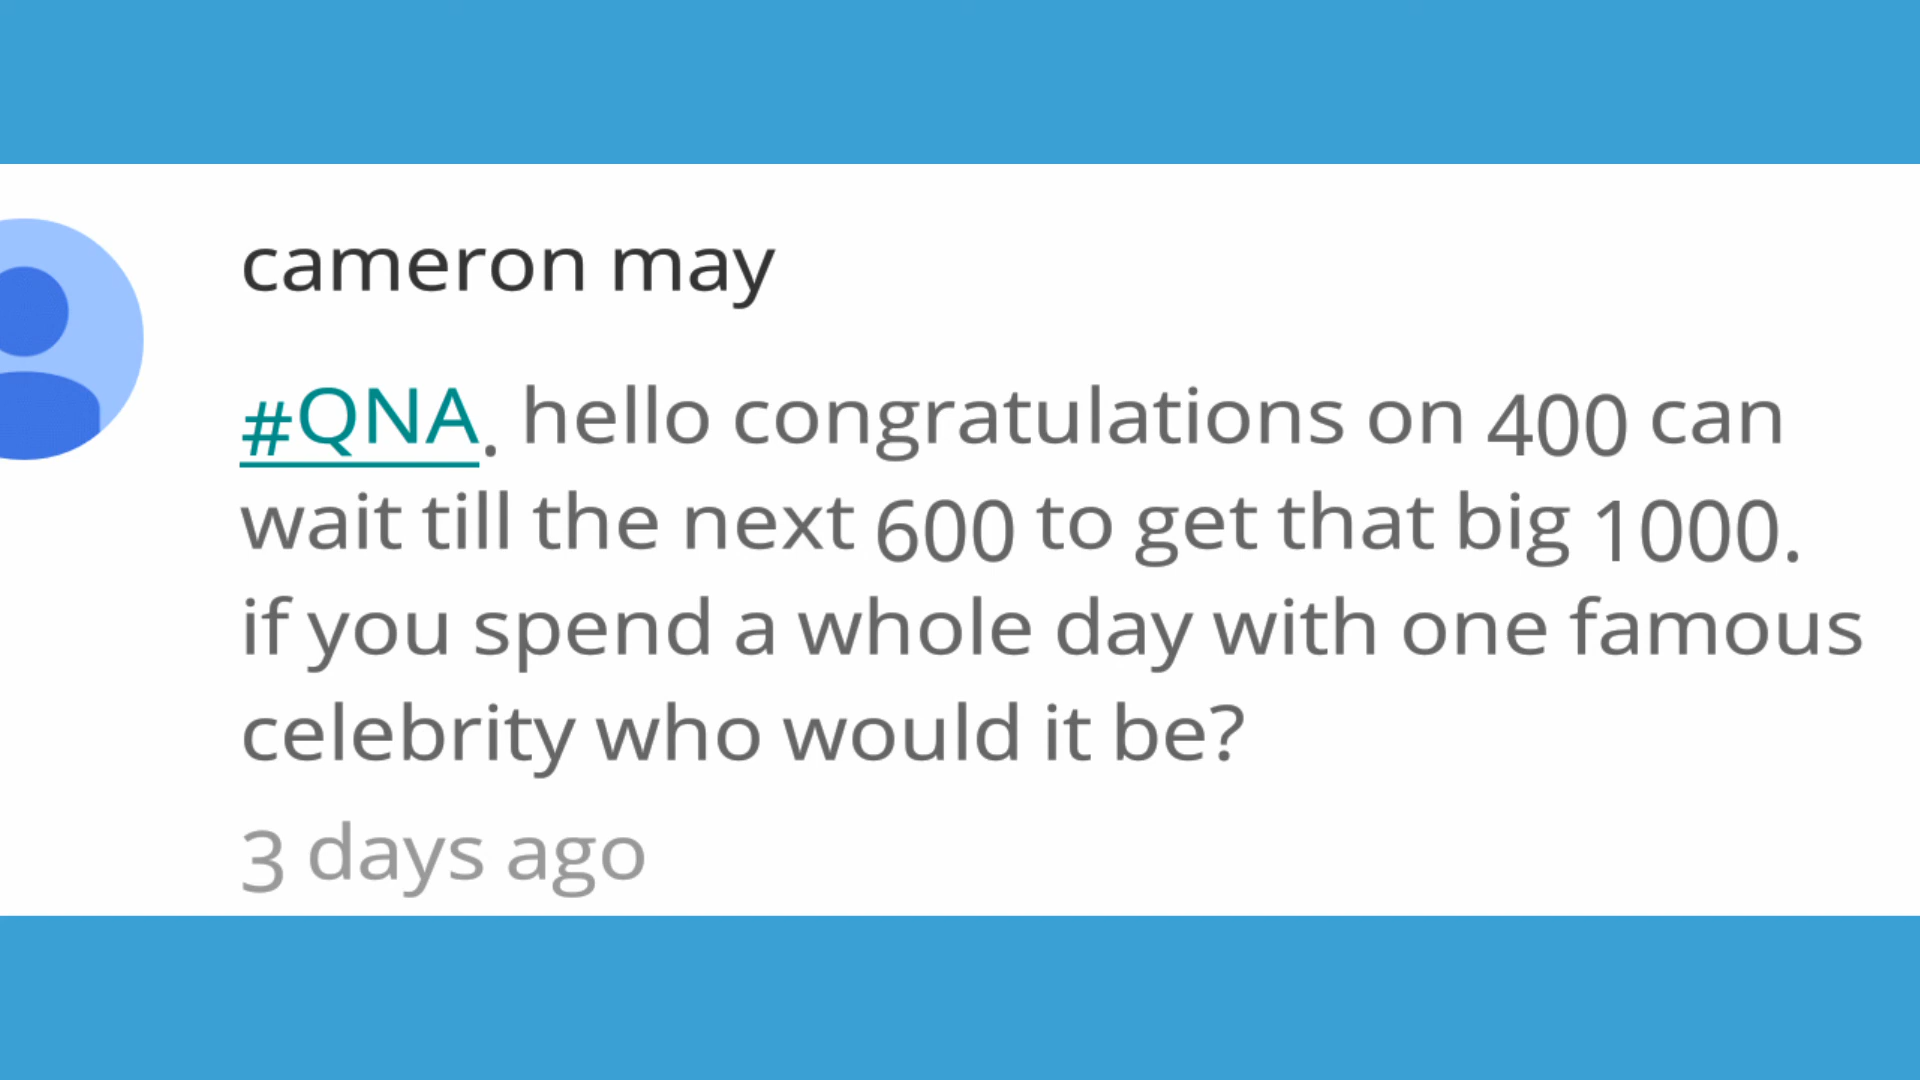 cameron may
#QNA. hello congratulations on 400 can
wait till the next 600 to get that big 1000.
if you spend a whole day with one famous
celebrity who would it be?
3 days ago